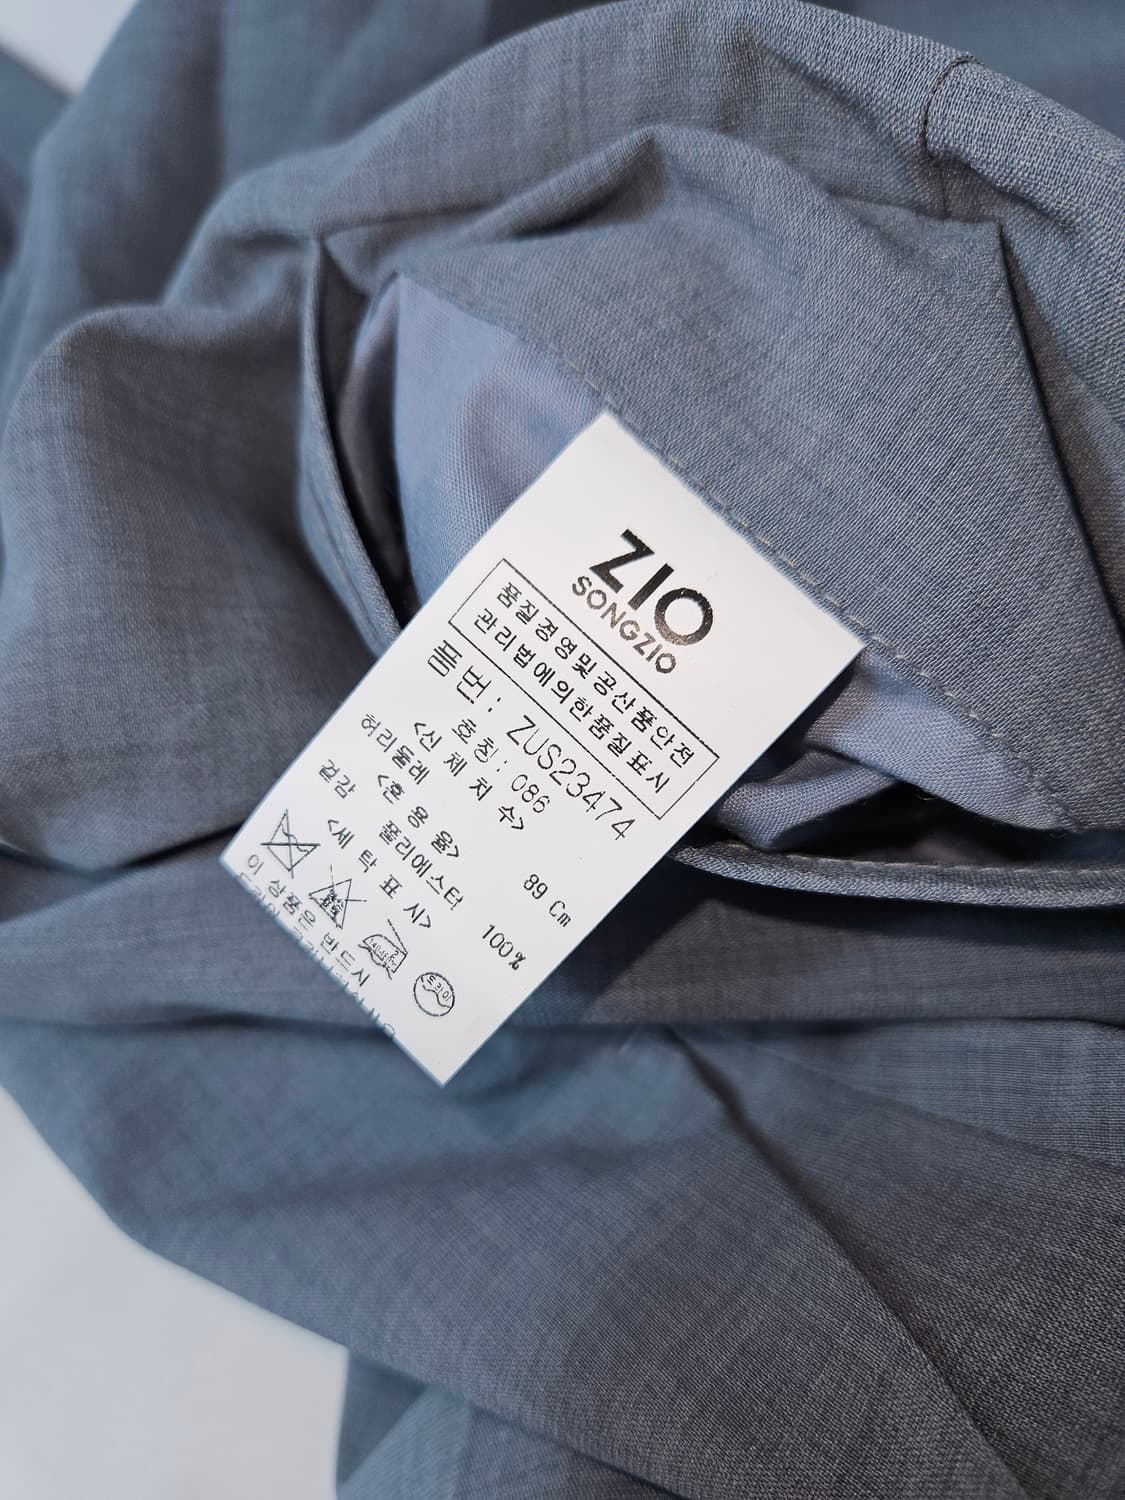 ZIO
SONGZIO
품질경영및공산품안전
관리법에의한품질표시
품번: ZUS23474
호칭: 086
<신 체 치 수>
허리둘레 89 Cm
<혼 용 율>
겉감 폴리에스터 100%
<세 탁 표 시>
이 상품은 반드시